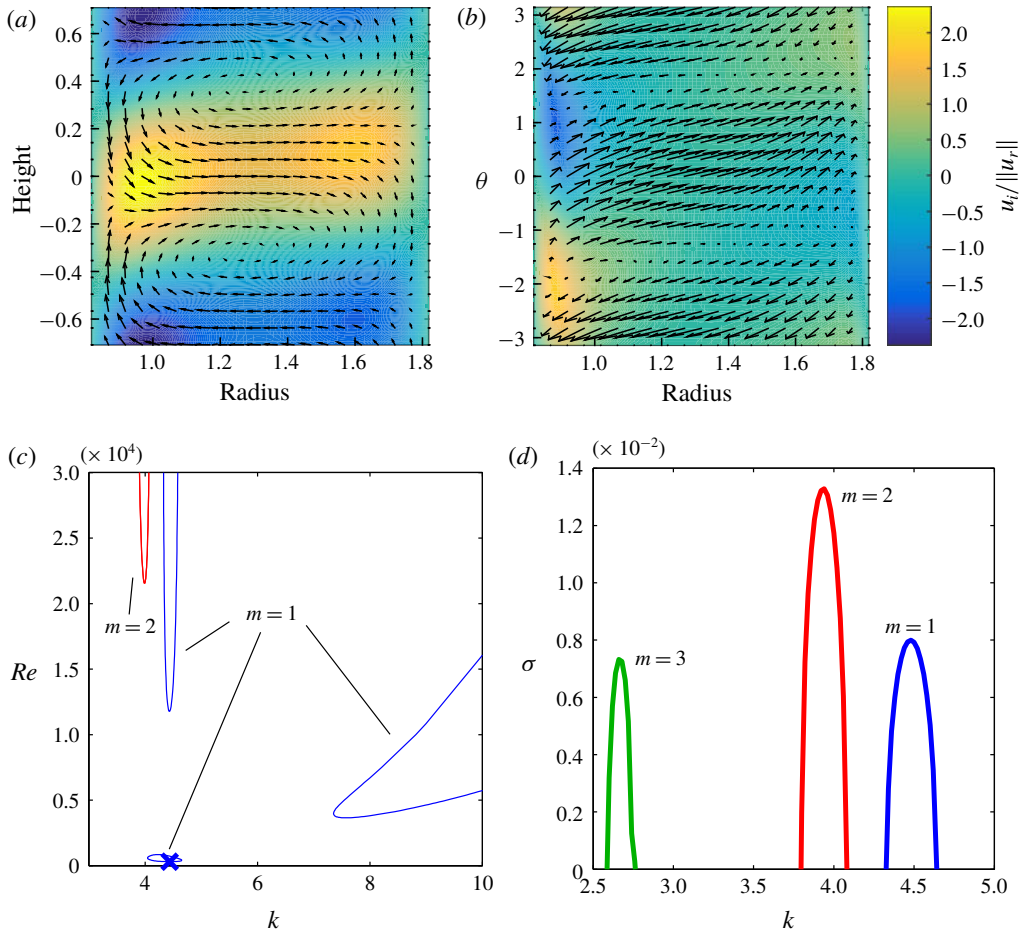 (a)
0.6
0.4
0.2
0
−0.2
−0.4
−0.6
Height
1.0 1.2 1.4 1.6 1.8
Radius
(b)
3
2
1
0
−1
−2
−3
θ
1.0 1.2 1.4 1.6 1.8
Radius
2.0
1.5
1.0
0.5
0
−0.5
−1.0
−1.5
−2.0
u_i/||u_r||
(c)
(× 10⁴)
3.0
2.5
2.0
1.5
1.0
0.5
0
Re
m = 2
m = 1
4 6 8 10
k
(d)
(× 10⁻²)
1.4
1.2
1.0
0.8
0.6
0.4
0.2
0
σ
m = 2
m = 1
m = 3
2.5 3.0 3.5 4.0 4.5 5.0
k